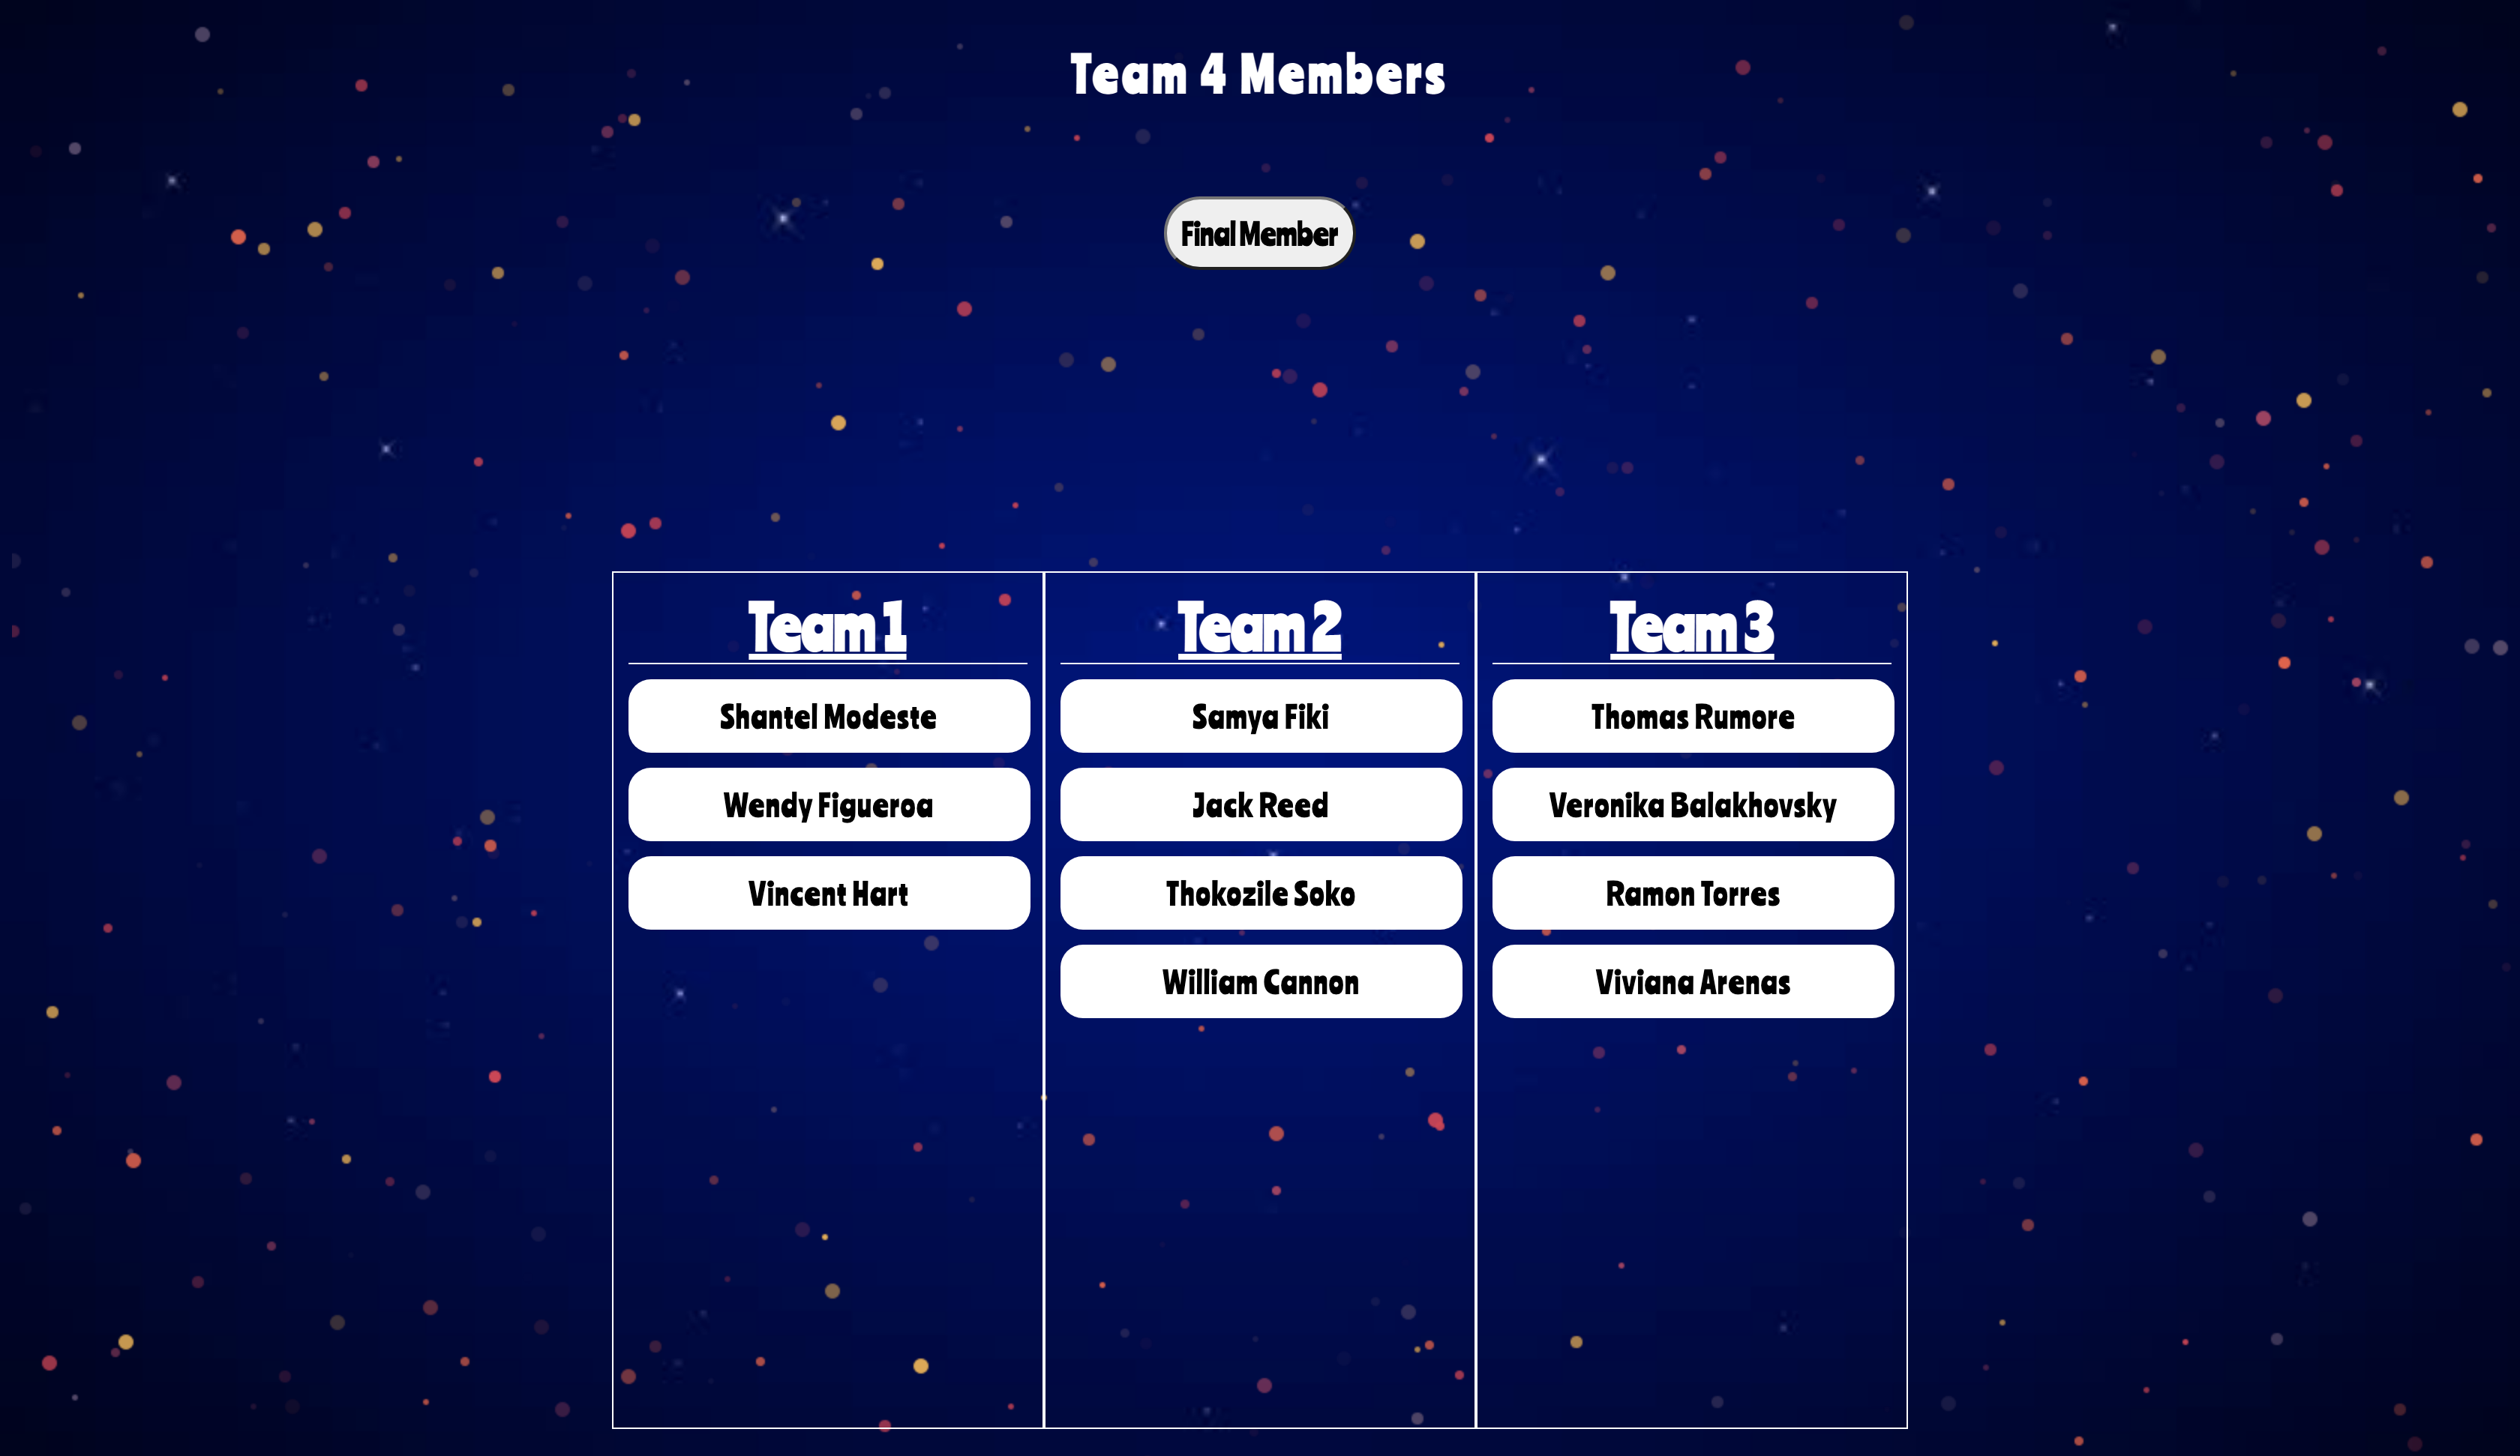 Team 4 Members
Final Member
Team 1
Shantel Modeste
Wendy Figueroa
Vincent Hart
Team 2
Samya Fiki
Jack Reed
Thokozile Soko
William Cannon
Team 3
Thomas Rumore
Veronika Balakhovsky
Ramon Torres
Viviana Arenas